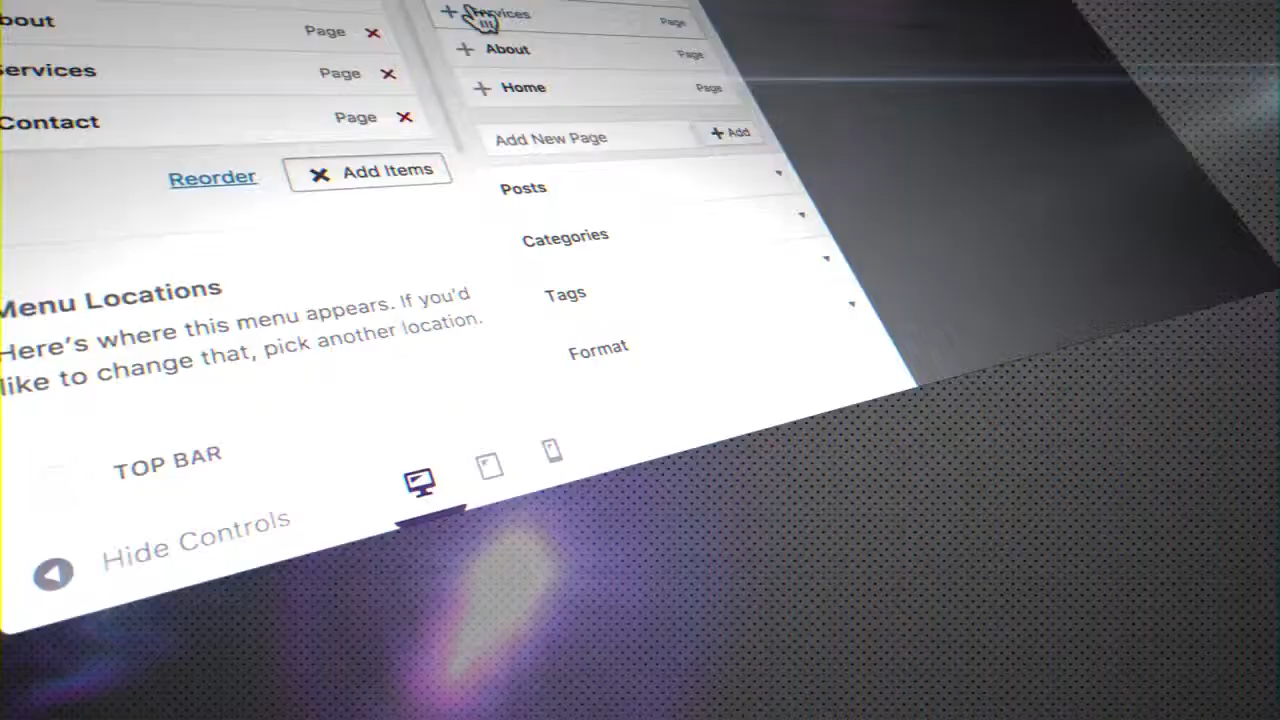 bout
Page
ervices
Page
Contact
Page
Reorder
Add Items
Menu Locations
Here's where this menu appears. If you'd
like to change that, pick another location.
TOP BAR
Hide Controls
Services
Page
About
Page
Home
Page
Add New Page
Add
Posts
Categories
Tags
Format